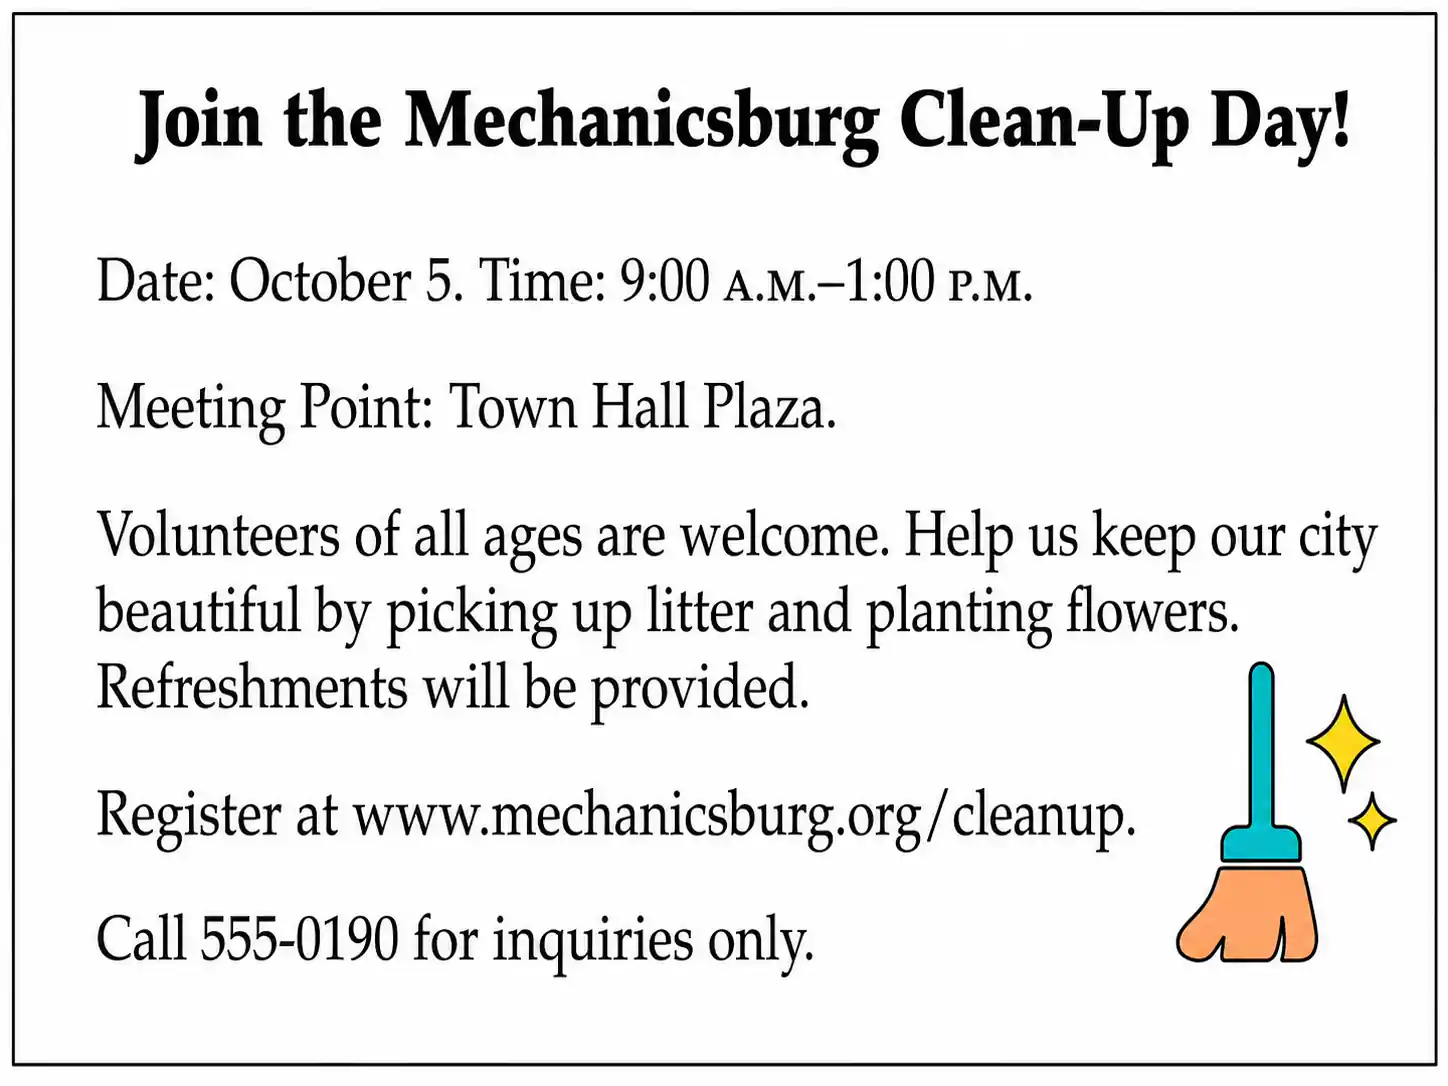 Join the Mechanicsburg Clean-Up Day!
Date: October 5. Time: 9:00 A.M.–1:00 P.M.
Meeting Point: Town Hall Plaza.
Volunteers of all ages are welcome. Help us keep our city
beautiful by picking up litter and planting flowers.
Refreshments will be provided.
Register at www.mechanicsburg.org/cleanup.
Call 555-0190 for inquiries only.